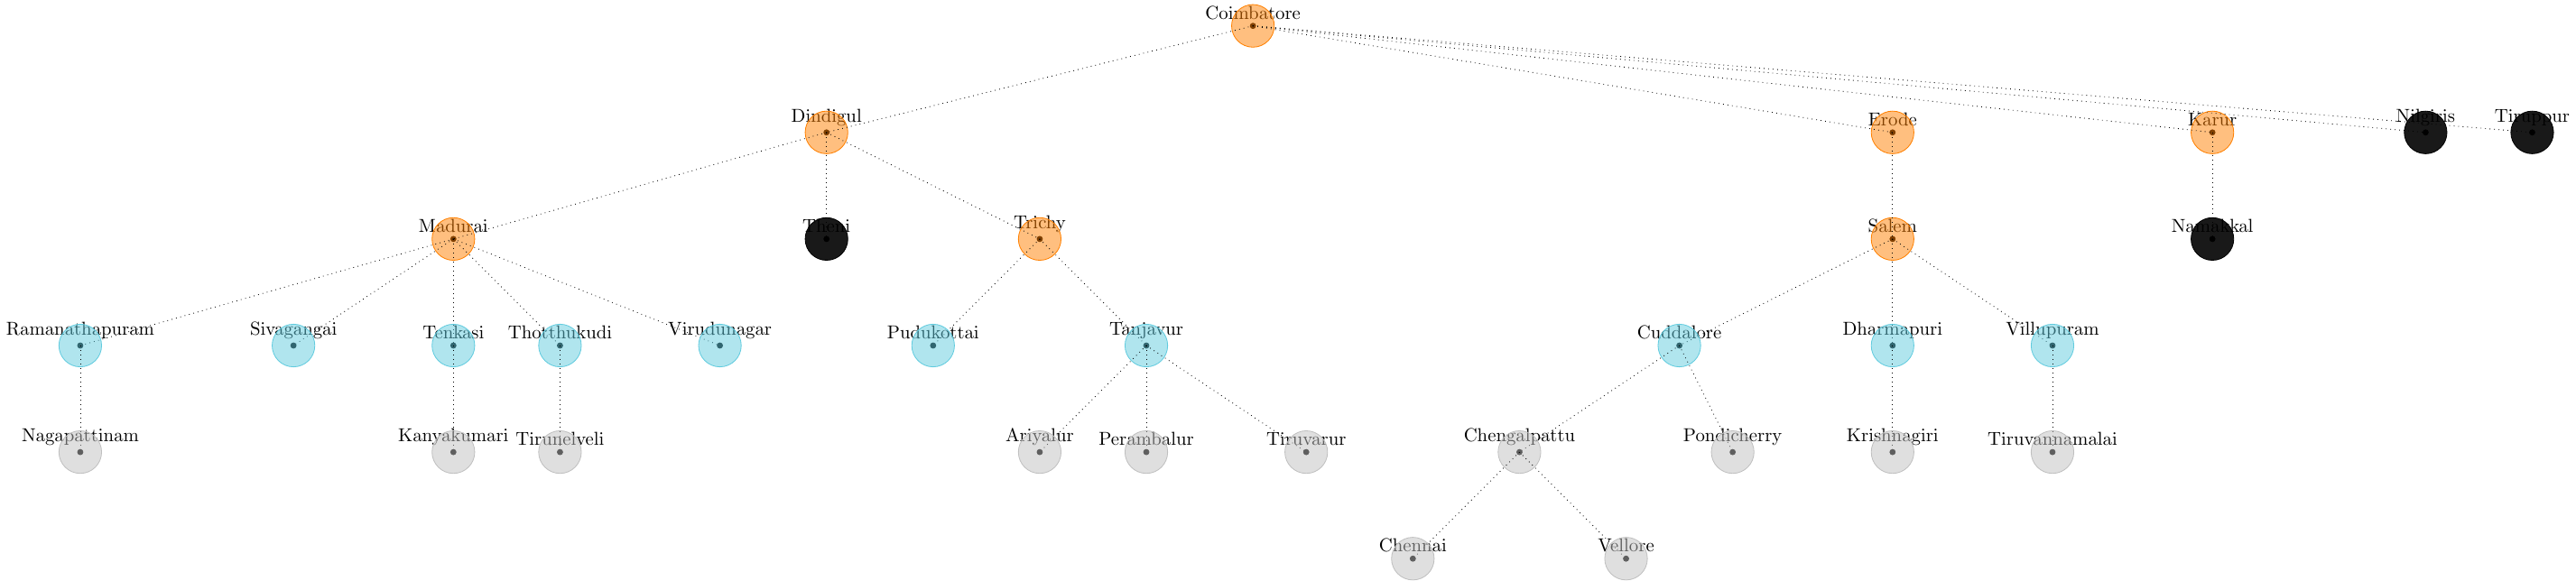 Coimbatore
Dindigul
Erode
Karur
Nilgiris
Tiruppur
Madurai
Theni
Trichy
Salem
Namakkal
Ramanathapuram
Sivagangai
Tenkasi
Thotthukudi
Virudunagar
Pudukottai
Tanjavur
Cuddalore
Dharmapuri
Villupuram
Nagapattinam
Kanyakumari
Tirunelveli
Ariyalur
Perambalur
Tiruvarur
Chengalpattu
Pondicherry
Krishnagiri
Tiruvannamalai
Chennai
Vellore